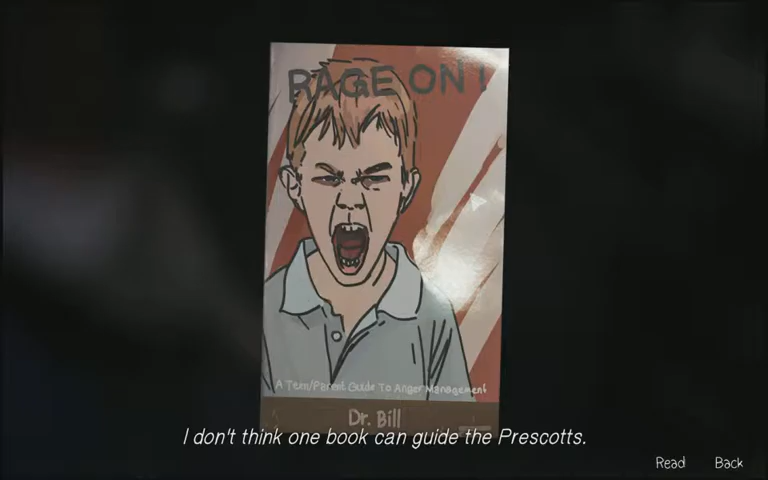 RAGE ON!
A Teen/Parent Guide To Anger Management
Dr. Bill
I don't think one book can guide the Prescotts.
Read Back